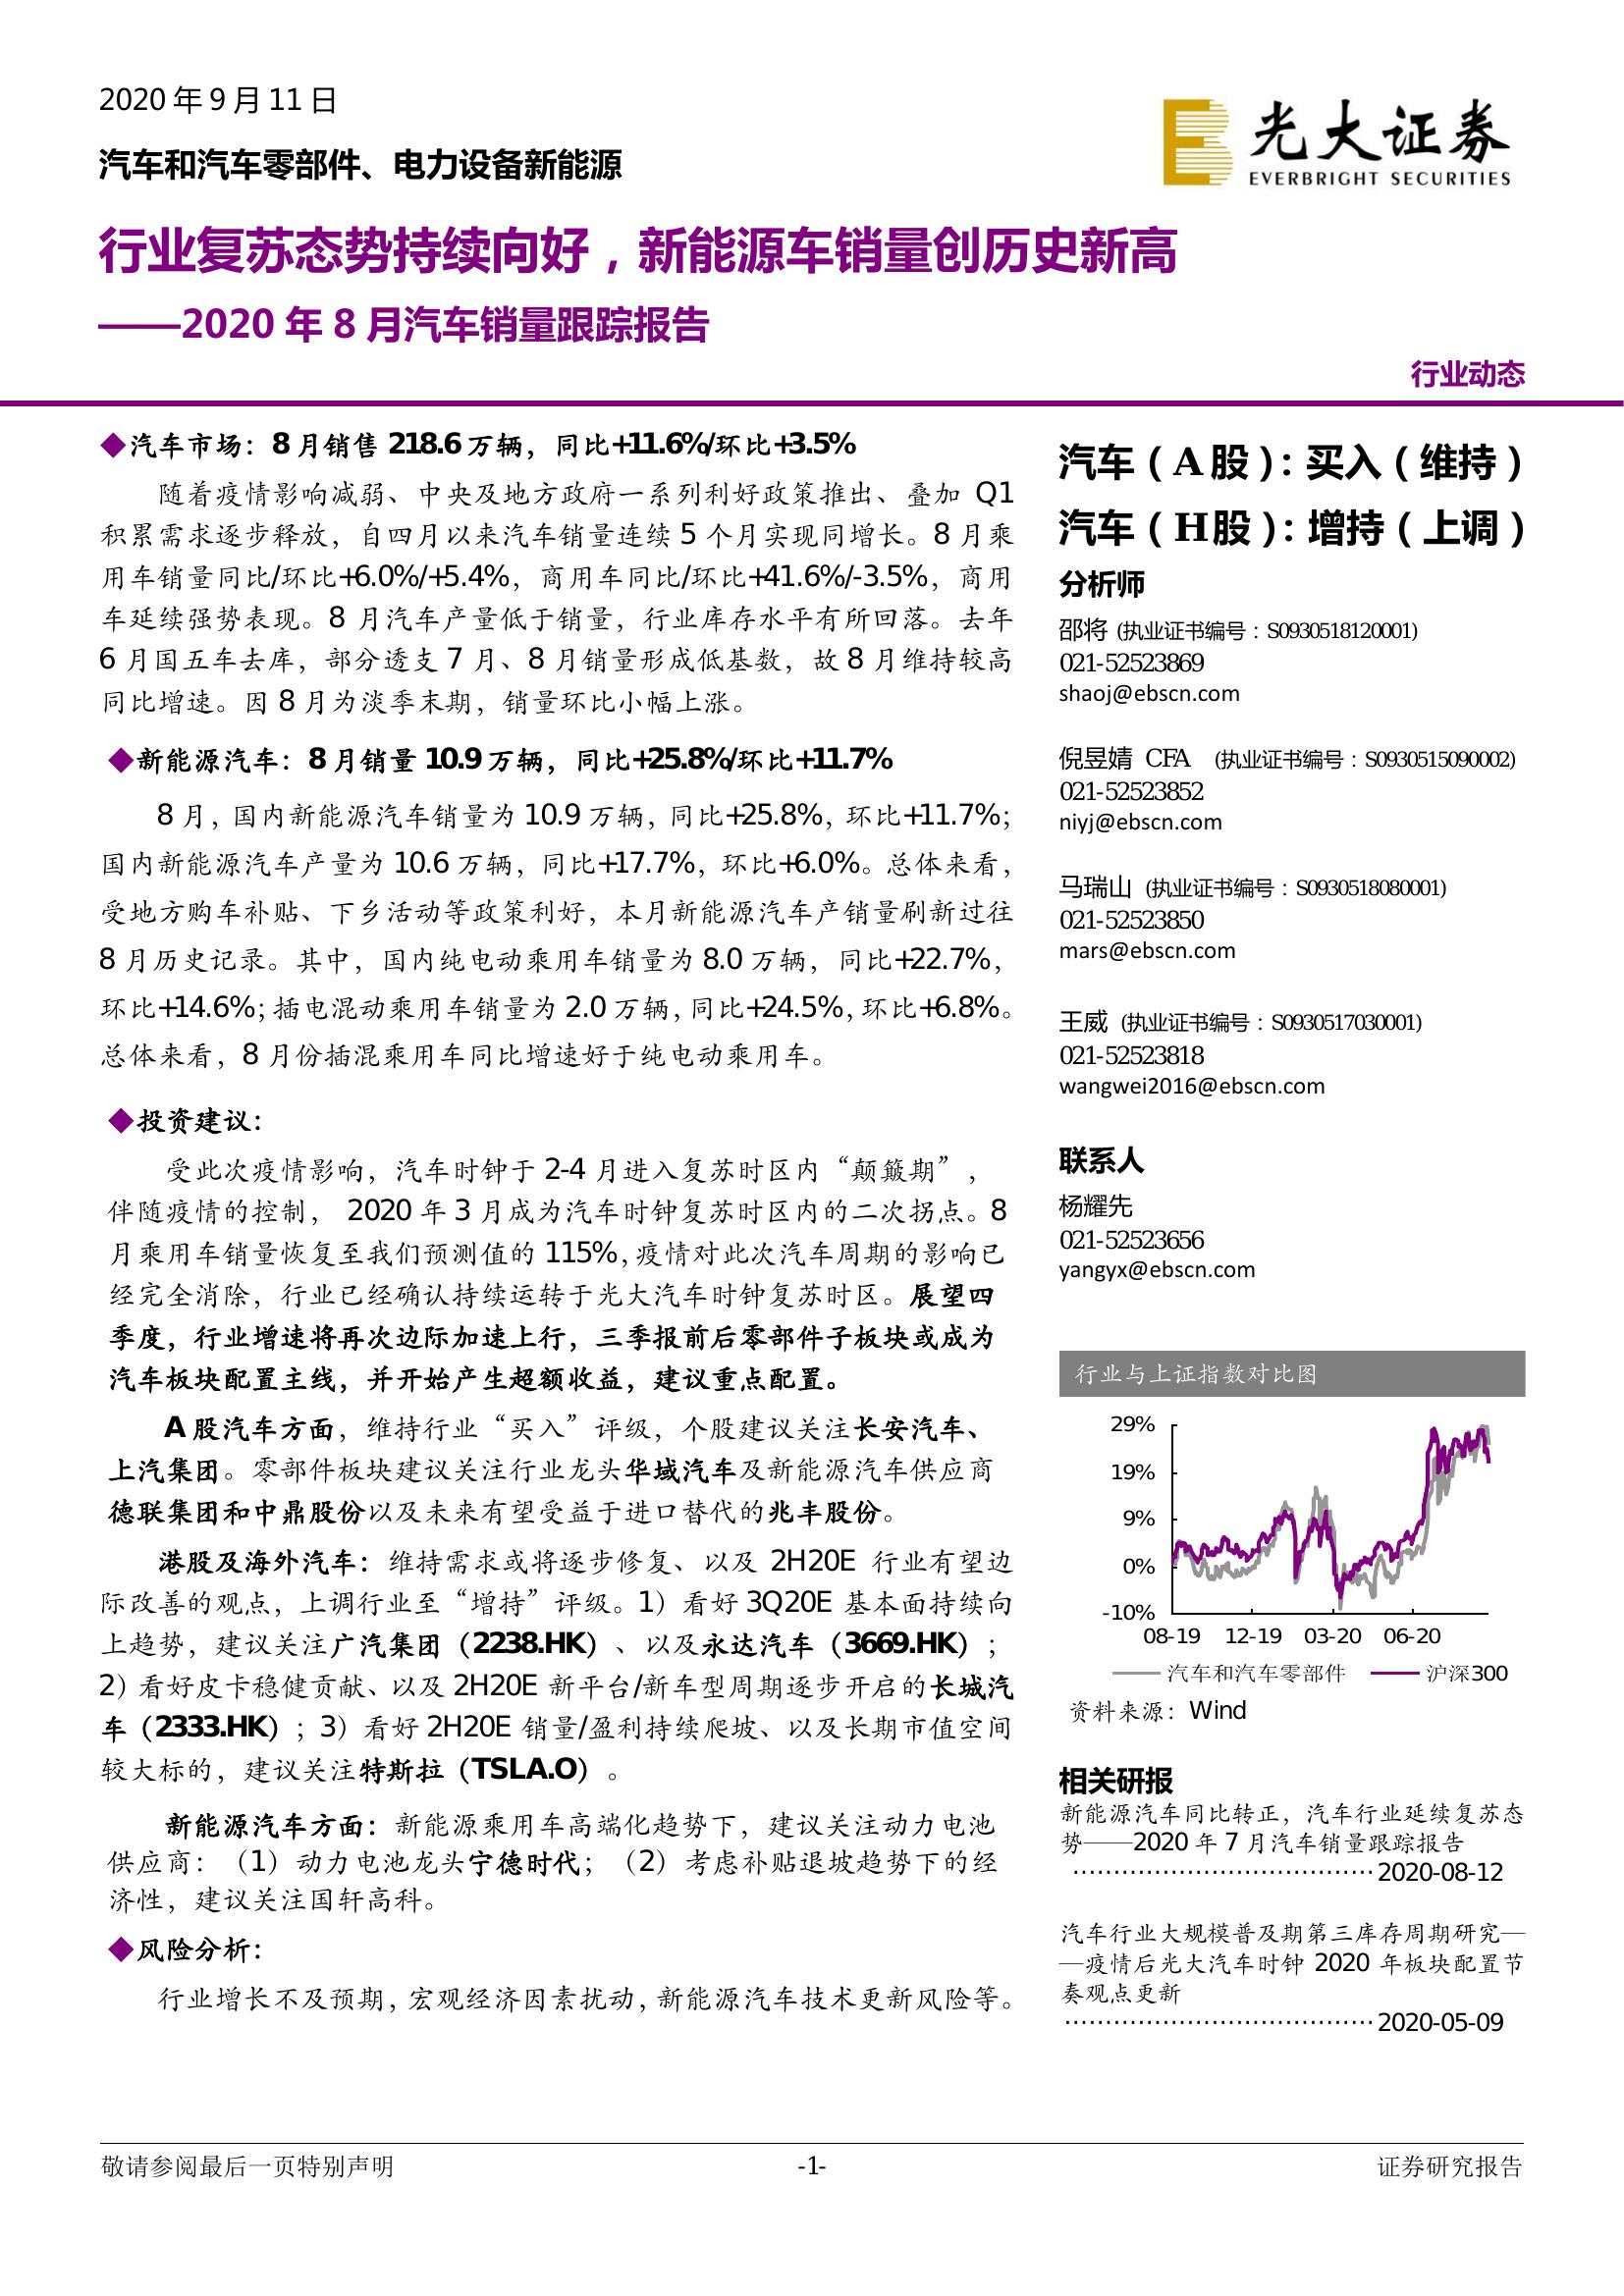 2020 年 9 月 11 日
汽车和汽车零部件、电力设备新能源
光大证券
EVERBRIGHT SECURITIES
行业复苏态势持续向好，新能源车销量创历史新高
——2020 年 8 月汽车销量跟踪报告
行业动态
◆汽车市场：8 月销售 218.6 万辆，同比+11.6%/环比+3.5%
随着疫情影响减弱、中央及地方政府一系列利好政策推出、叠加 Q1
积累需求逐步释放，自四月以来汽车销量连续 5 个月实现同增长。8 月乘
用车销量同比/环比+6.0%/+5.4%，商用车同比/环比+41.6%/-3.5%，商用
车延续强势表现。8 月汽车产量低于销量，行业库存水平有所回落。去年
6 月国五车去库，部分透支 7 月、8 月销量形成低基数，故 8 月维持较高
同比增速。因 8 月为淡季末期，销量环比小幅上涨。
◆新能源汽车：8 月销量 10.9 万辆，同比+25.8%/环比+11.7%
8 月，国内新能源汽车销量为 10.9 万辆，同比+25.8%，环比+11.7%；
国内新能源汽车产量为 10.6 万辆，同比+17.7%，环比+6.0%。总体来看，
受地方购车补贴、下乡活动等政策利好，本月新能源汽车产销量刷新过往
8 月历史记录。其中，国内纯电动乘用车销量为 8.0 万辆，同比+22.7%，
环比+14.6%；插电混动乘用车销量为 2.0 万辆，同比+24.5%，环比+6.8%。
总体来看，8 月份插混乘用车同比增速好于纯电动乘用车。
◆投资建议：
受此次疫情影响，汽车时钟于 2-4 月进入复苏时区内“颠簸期”，
伴随疫情的控制， 2020 年 3 月成为汽车时钟复苏时区内的二次拐点。8
月乘用车销量恢复至我们预测值的 115%，疫情对此次汽车周期的影响已
经完全消除，行业已经确认持续运转于光大汽车时钟复苏时区。展望四
季度，行业增速将再次边际加速上行，三季报前后零部件子板块或成为
汽车板块配置主线，并开始产生超额收益，建议重点配置。
A 股汽车方面，维持行业“买入”评级，个股建议关注长安汽车、
上汽集团。零部件板块建议关注行业龙头华域汽车及新能源汽车供应商
德联集团和中鼎股份以及未来有望受益于进口替代的兆丰股份。
港股及海外汽车：维持需求或将逐步修复、以及 2H20E 行业有望边
际改善的观点，上调行业至“增持”评级。1）看好 3Q20E 基本面持续向
上趋势，建议关注广汽集团（2238.HK）、以及永达汽车（3669.HK）；
2）看好皮卡稳健贡献、以及 2H20E 新平台/新车型周期逐步开启的长城汽
车（2333.HK）；3）看好 2H20E 销量/盈利持续爬坡、以及长期市值空间
较大标的，建议关注特斯拉（TSLA.O）。
新能源汽车方面：新能源乘用车高端化趋势下，建议关注动力电池
供应商：（1）动力电池龙头宁德时代；（2）考虑补贴退坡趋势下的经
济性，建议关注国轩高科。
◆风险分析：
行业增长不及预期，宏观经济因素扰动，新能源汽车技术更新风险等。
汽车（A 股）：买入（维持）
汽车（H股）：增持（上调）
分析师
邵将 (执业证书编号：S0930518120001)
021-52523869
shaoj@ebscn.com
倪昱婧 CFA (执业证书编号：S0930515090002)
021-52523852
niyj@ebscn.com
马瑞山 (执业证书编号：S0930518080001)
021-52523850
mars@ebscn.com
王威 (执业证书编号：S0930517030001)
021-52523818
wangwei2016@ebscn.com
联系人
杨耀先
021-52523656
yangyx@ebscn.com
行业与上证指数对比图
29%
19%
9%
0%
-10%
08-19 12-19 03-20 06-20
汽车和汽车零部件 沪深300
资料来源：Wind
相关研报
新能源汽车同比转正，汽车行业延续复苏态
势——2020 年 7 月汽车销量跟踪报告
·····································2020-08-12
汽车行业大规模普及期第三库存周期研究—
—疫情后光大汽车时钟 2020 年板块配置节
奏观点更新
······································2020-05-09
敬请参阅最后一页特别声明 -1- 证券研究报告